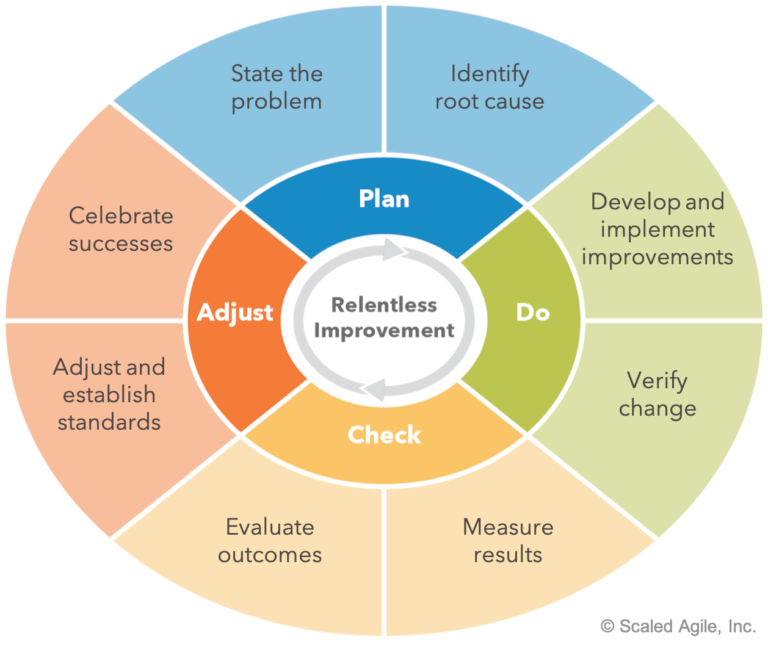 State the
problem
Identify
root cause
Plan
Celebrate
successes
Develop and
implement
improvements
Adjust
Relentless
Improvement
Do
Adjust and
establish
standards
Verify
change
Check
Evaluate
outcomes
Measure
results
© Scaled Agile, Inc.